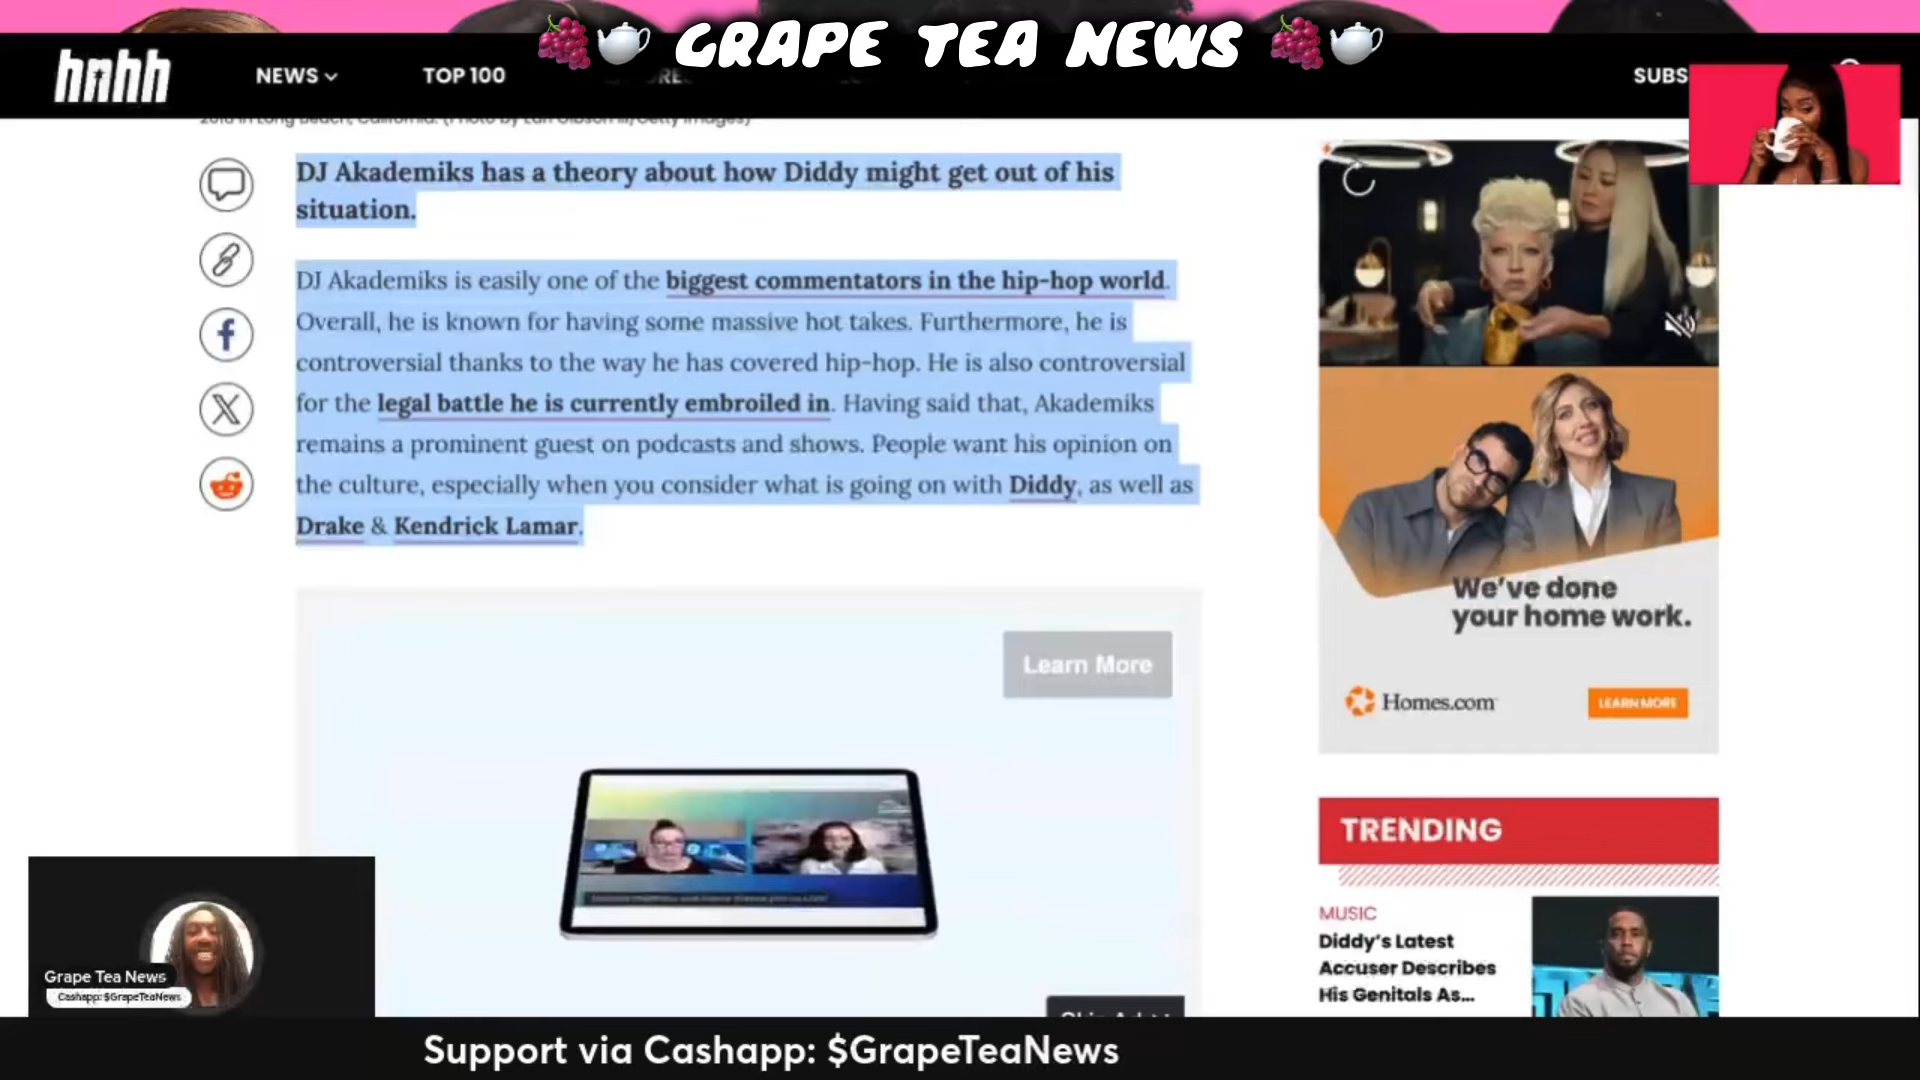 GRAPE TEA NEWS
hnhh
NEWS
TOP 100
SUBS
DJ Akademiks has a theory about how Diddy might get out of his
situation.
DJ Akademiks is easily one of the biggest commentators in the hip-hop world.
Overall, he is known for having some massive hot takes. Furthermore, he is
controversial thanks to the way he has covered hip-hop. He is also controversial
for the legal battle he is currently embroiled in. Having said that, Akademiks
remains a prominent guest on podcasts and shows. People want his opinion on
the culture, especially when you consider what is going on with Diddy, as well as
Drake & Kendrick Lamar.
Learn More
We've done
your home work.
Homes.com
LEARN MORE
TRENDING
MUSIC
Diddy's Latest
Accuser Describes
His Genitals As...
Grape Tea News
Cashapp: $GrapeTeaNews
Support via Cashapp: $GrapeTeaNews